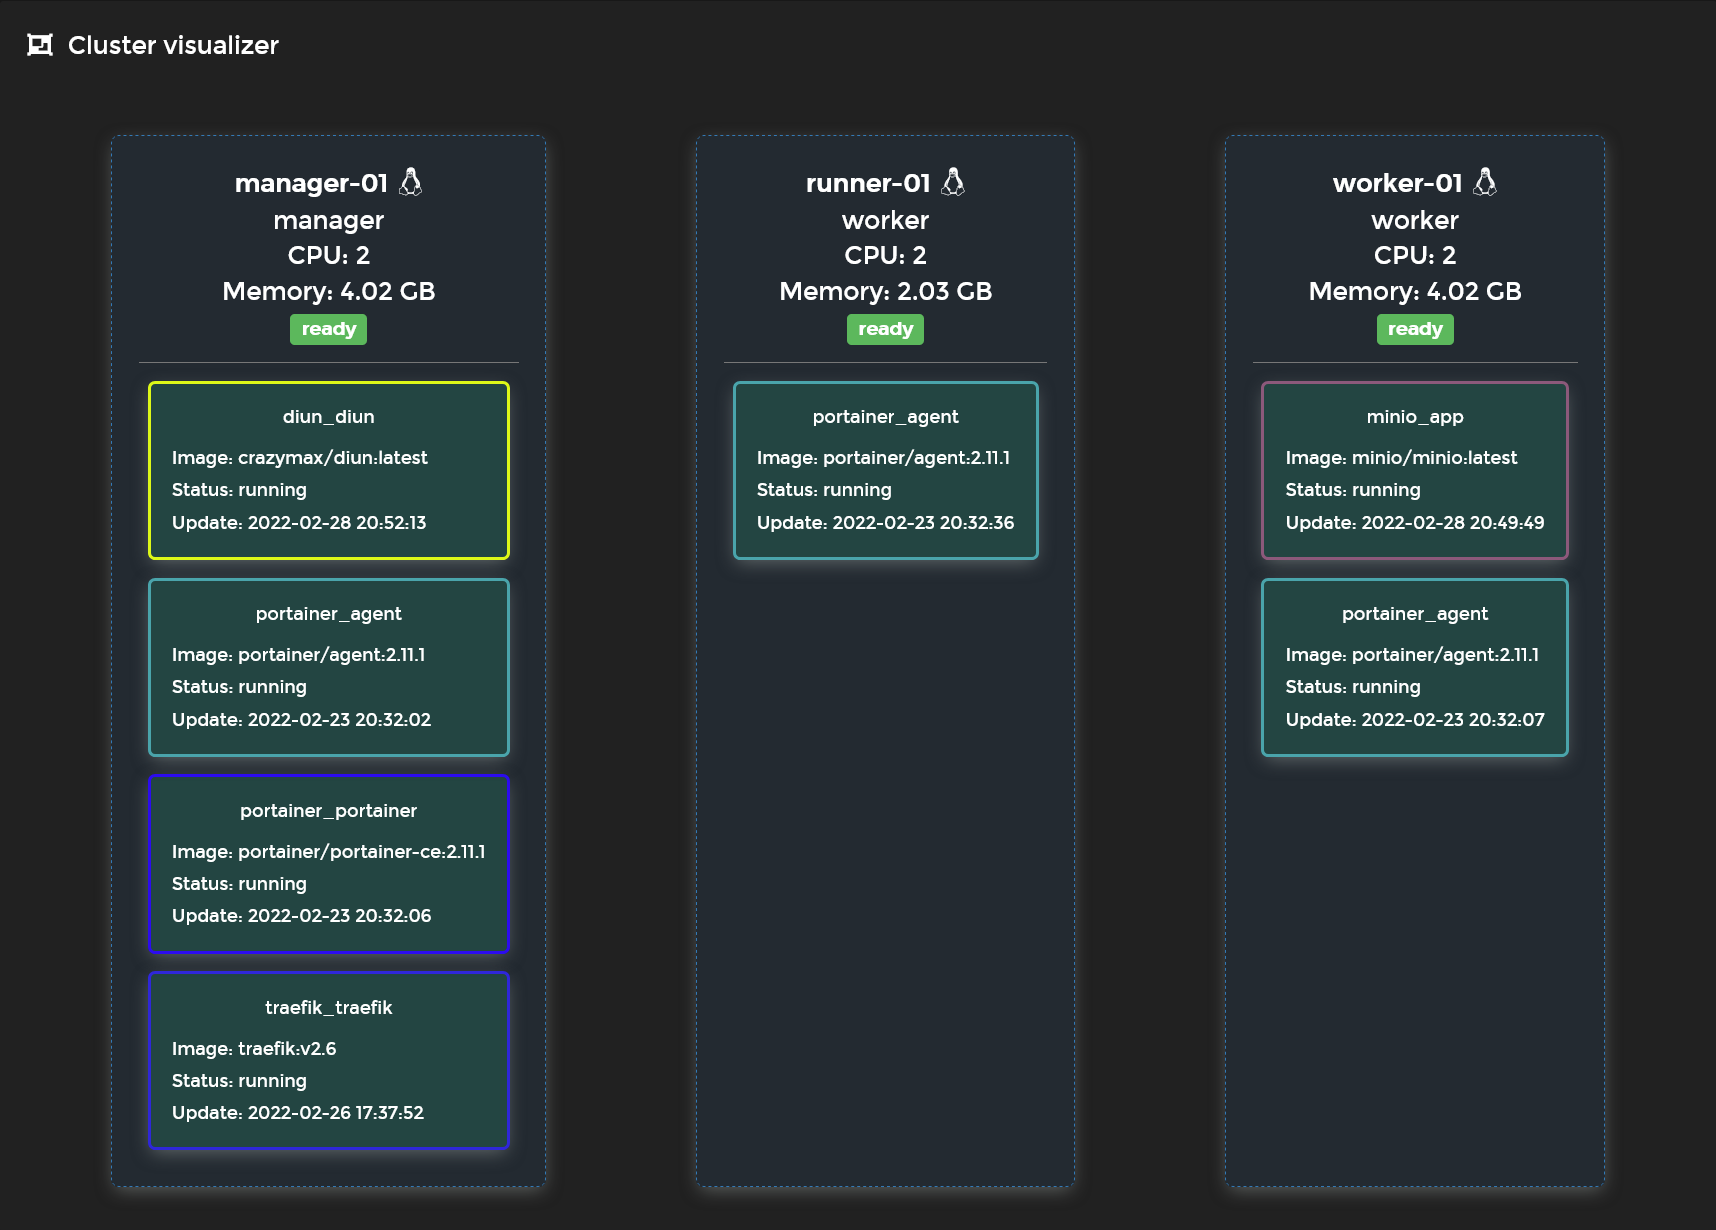 Cluster visualizer
manager-01
manager
CPU: 2
Memory: 4.02 GB
ready
diun_diun
Image: crazymax/diun:latest
Status: running
Update: 2022-02-28 20:52:13
portainer_agent
Image: portainer/agent:2.11.1
Status: running
Update: 2022-02-23 20:32:02
portainer_portainer
Image: portainer/portainer-ce:2.11.1
Status: running
Update: 2022-02-23 20:32:06
traefik_traefik
Image: traefik:v2.6
Status: running
Update: 2022-02-26 17:37:52
runner-01
worker
CPU: 2
Memory: 2.03 GB
ready
portainer_agent
Image: portainer/agent:2.11.1
Status: running
Update: 2022-02-23 20:32:36
worker-01
worker
CPU: 2
Memory: 4.02 GB
ready
minio_app
Image: minio/minio:latest
Status: running
Update: 2022-02-28 20:49:49
portainer_agent
Image: portainer/agent:2.11.1
Status: running
Update: 2022-02-23 20:32:07